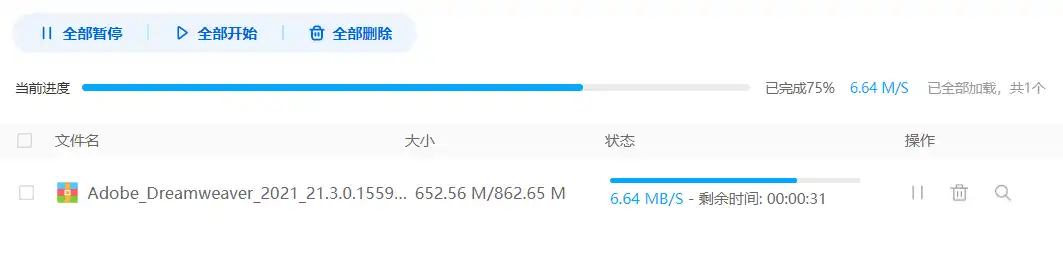 全部暂停 全部开始 全部删除
当前进度 已完成75% 6.64 M/S 已全部加载，共1个
文件名 大小 状态 操作
Adobe_Dreamweaver_2021_21.3.0.1559... 652.56 M/862.65 M
6.64 MB/S - 剩余时间: 00:00:31